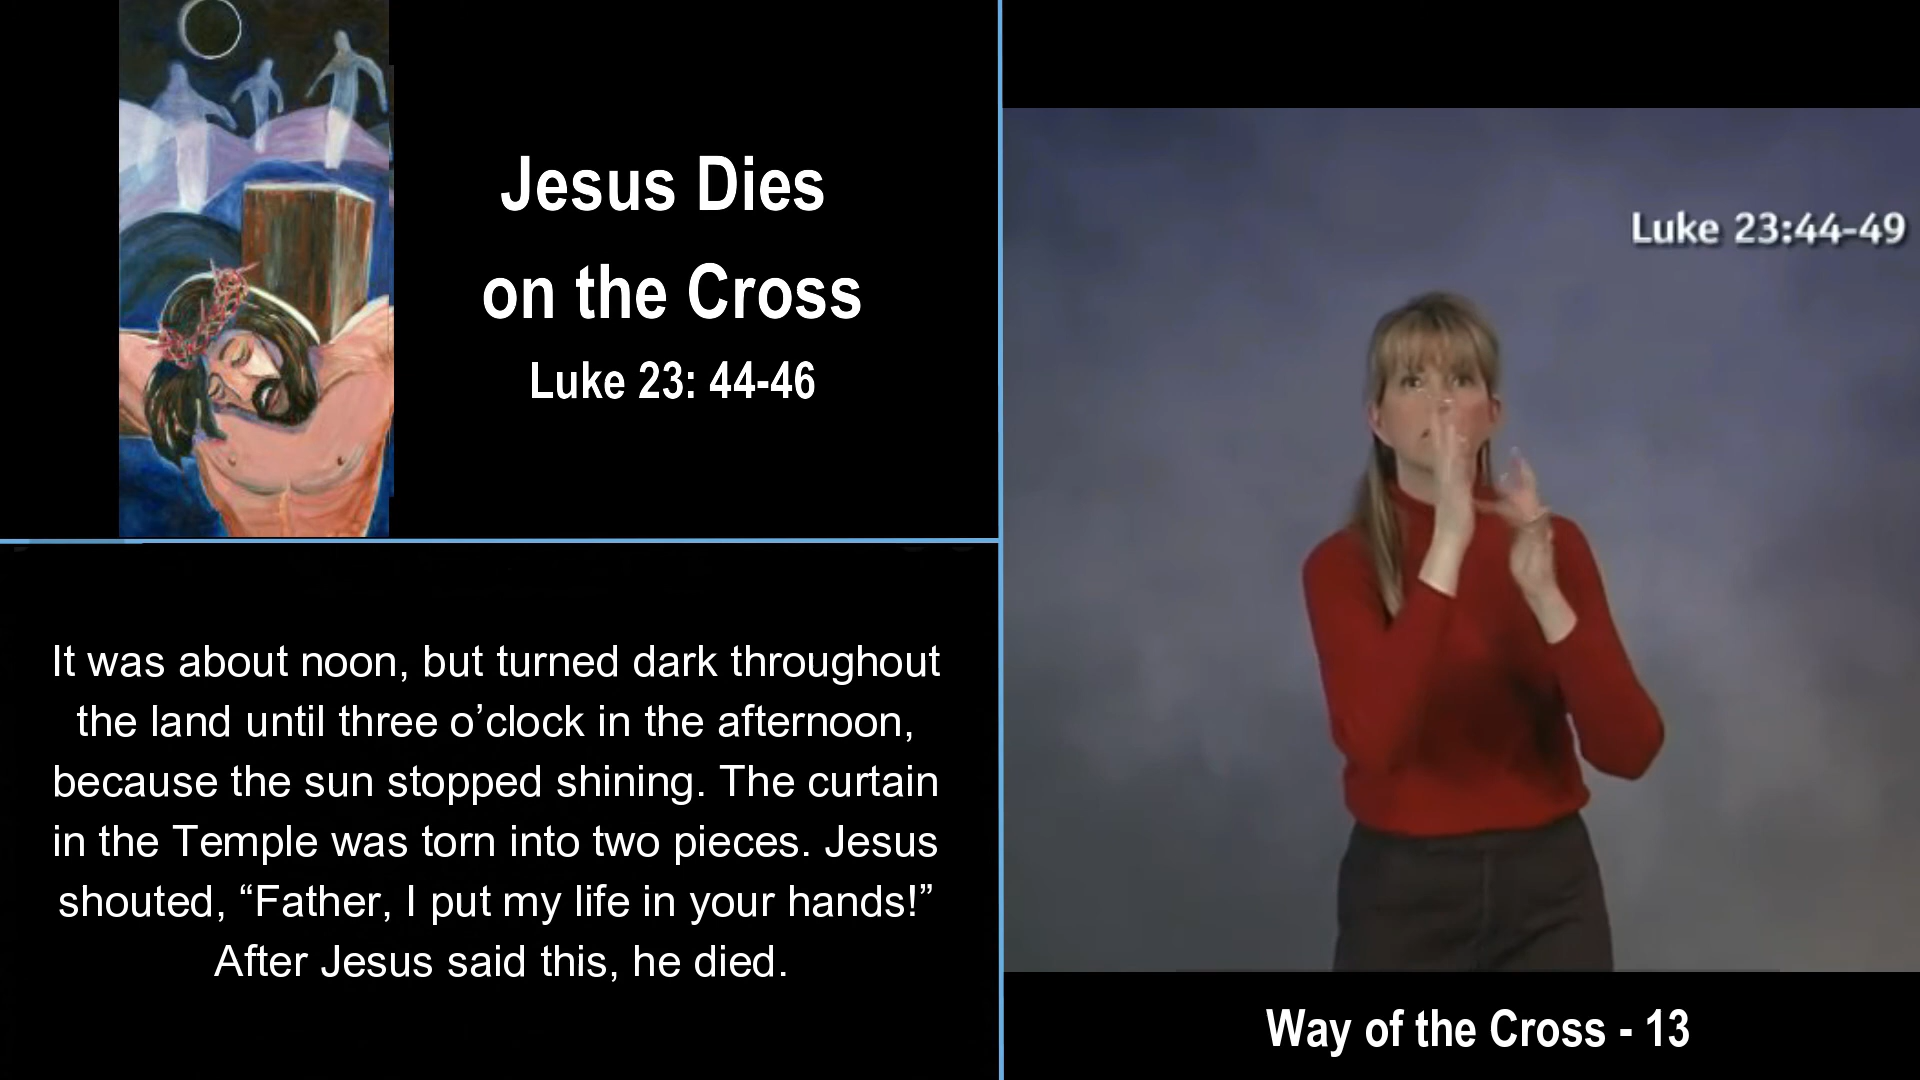 Jesus Dies
on the Cross
Luke 23: 44-46
It was about noon, but turned dark throughout
the land until three o’clock in the afternoon,
because the sun stopped shining. The curtain
in the Temple was torn into two pieces. Jesus
shouted, “Father, I put my life in your hands!”
After Jesus said this, he died.
Luke 23:44-49
Way of the Cross - 13